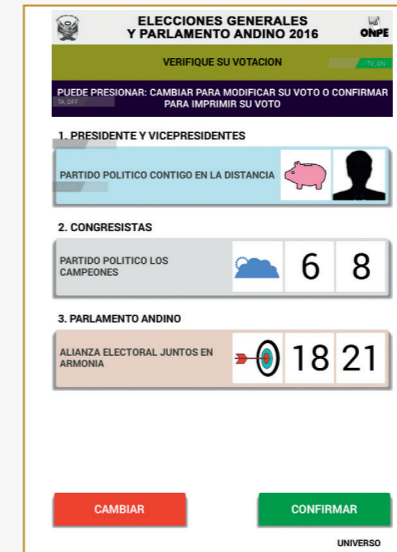 ELECCIONES GENERALES
Y PARLAMENTO ANDINO 2016
ONPE
VERIFIQUE SU VOTACION
TV_ON
PUEDE PRESIONAR: CAMBIAR PARA MODIFICAR SU VOTO O CONFIRMAR
PARA IMPRIMIR SU VOTO
TA_OFF
1. PRESIDENTE Y VICEPRESIDENTES
PARTIDO POLITICO CONTIGO EN LA DISTANCIA
2. CONGRESISTAS
PARTIDO POLITICO LOS
CAMPEONES
6 8
3. PARLAMENTO ANDINO
ALIANZA ELECTORAL JUNTOS EN
ARMONIA
18 21
CAMBIAR
CONFIRMAR
UNIVERSO